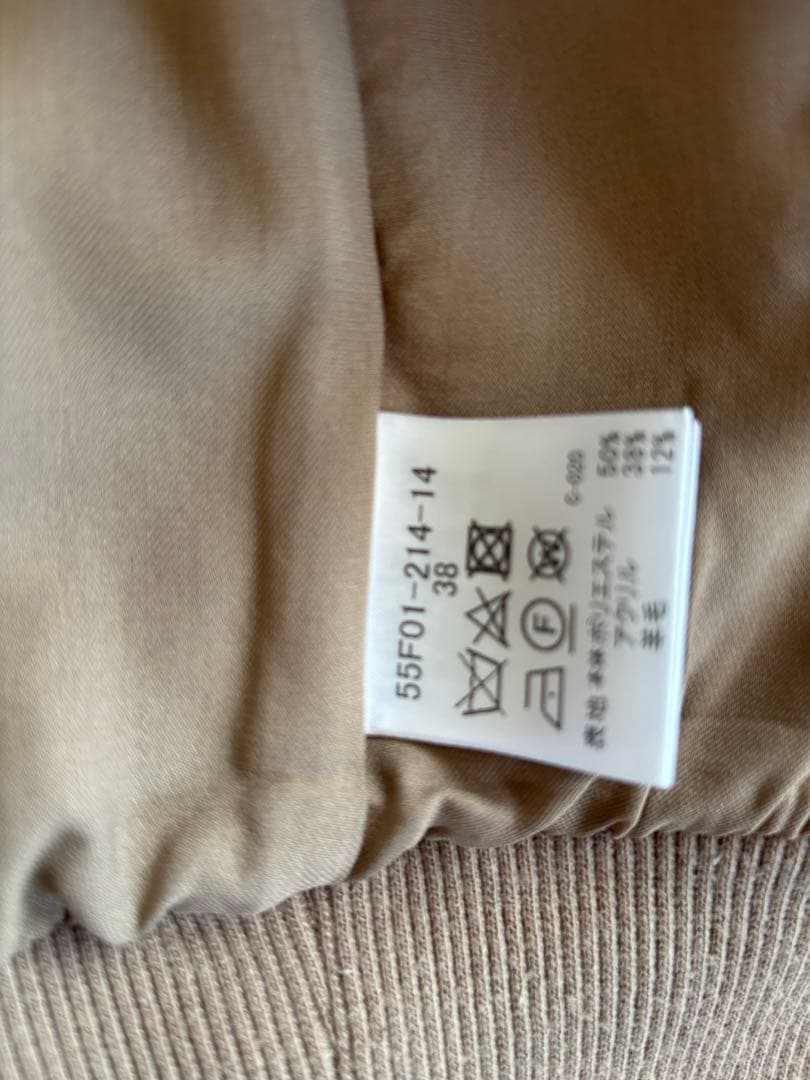 55F01-214-14
38
F
W
C-020
表地 本体 ポリエステル 50%
アクリル 38%
羊毛 12%